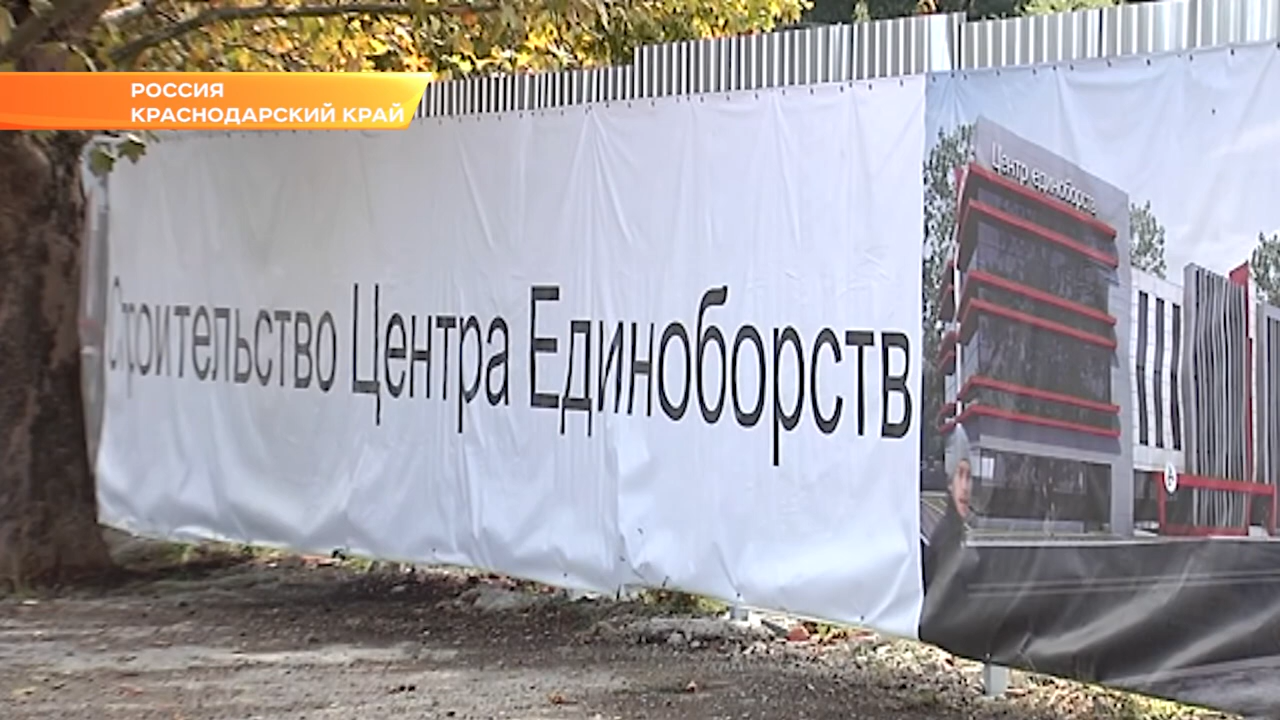 РОССИЯ
КРАСНОДАРСКИЙ КРАЙ
Строительство Центра Единоборств
Центр единоборств